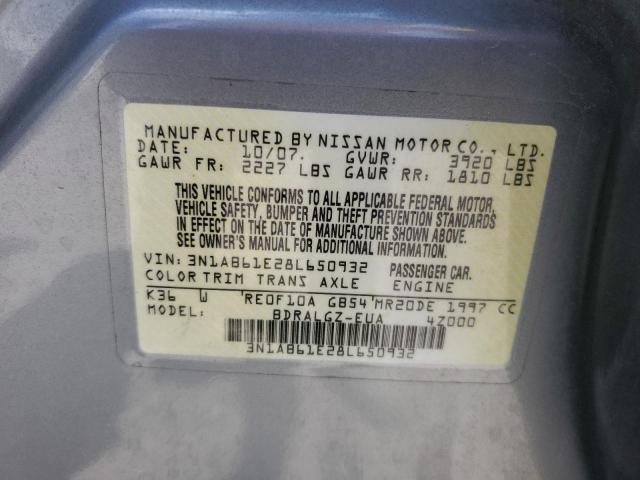 MANUFACTURED BY NISSAN MOTOR CO., LTD.
DATE: 10/07. GVWR: 3920 LBS
GAWR FR: 2227 LBS GAWR RR: 1810 LBS
THIS VEHICLE CONFORMS TO ALL APPLICABLE FEDERAL MOTOR
VEHICLE SAFETY, BUMPER AND THEFT PREVENTION STANDARDS
IN EFFECT ON THE DATE OF MANUFACTURE SHOWN ABOVE.
SEE OWNER'S MANUAL FOR ADDITIONAL INFORMATION.
VIN: 3N1AB61E28L650932 PASSENGER CAR.
COLOR TRIM TRANS AXLE ENGINE
K36 W 'RE0F10A GB54'MR20DE 1997 CC
MODEL: BDRALGZ-EUA 4Z000
3N1AB61E28L650932